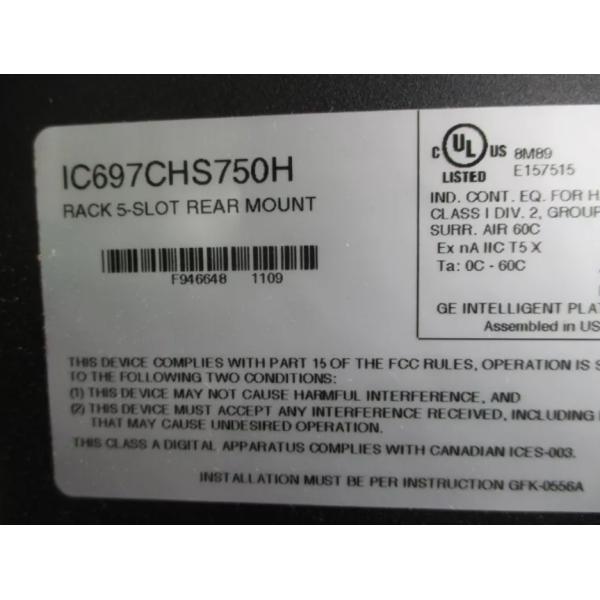 IC697CHS750H
RACK 5-SLOT REAR MOUNT
F946648 1109
C UL US 8M89
LISTED E157515
IND. CONT. EQ. FOR H
CLASS I DIV. 2, GROUP
SURR. AIR 60C
Ex nA IIC T5 X
Ta: 0C - 60C
GE INTELLIGENT PLAT
Assembled in US
THIS DEVICE COMPLIES WITH PART 15 OF THE FCC RULES, OPERATION IS S
TO THE FOLLOWING TWO CONDITIONS:
(1) THIS DEVICE MAY NOT CAUSE HARMFUL INTERFERENCE, AND
(2) THIS DEVICE MUST ACCEPT ANY INTERFERENCE RECEIVED, INCLUDING
THAT MAY CAUSE UNDESIRED OPERATION.
THIS CLASS A DIGITAL APPARATUS COMPLIES WITH CANADIAN ICES-003.
INSTALLATION MUST BE PER INSTRUCTION GFK-0556A